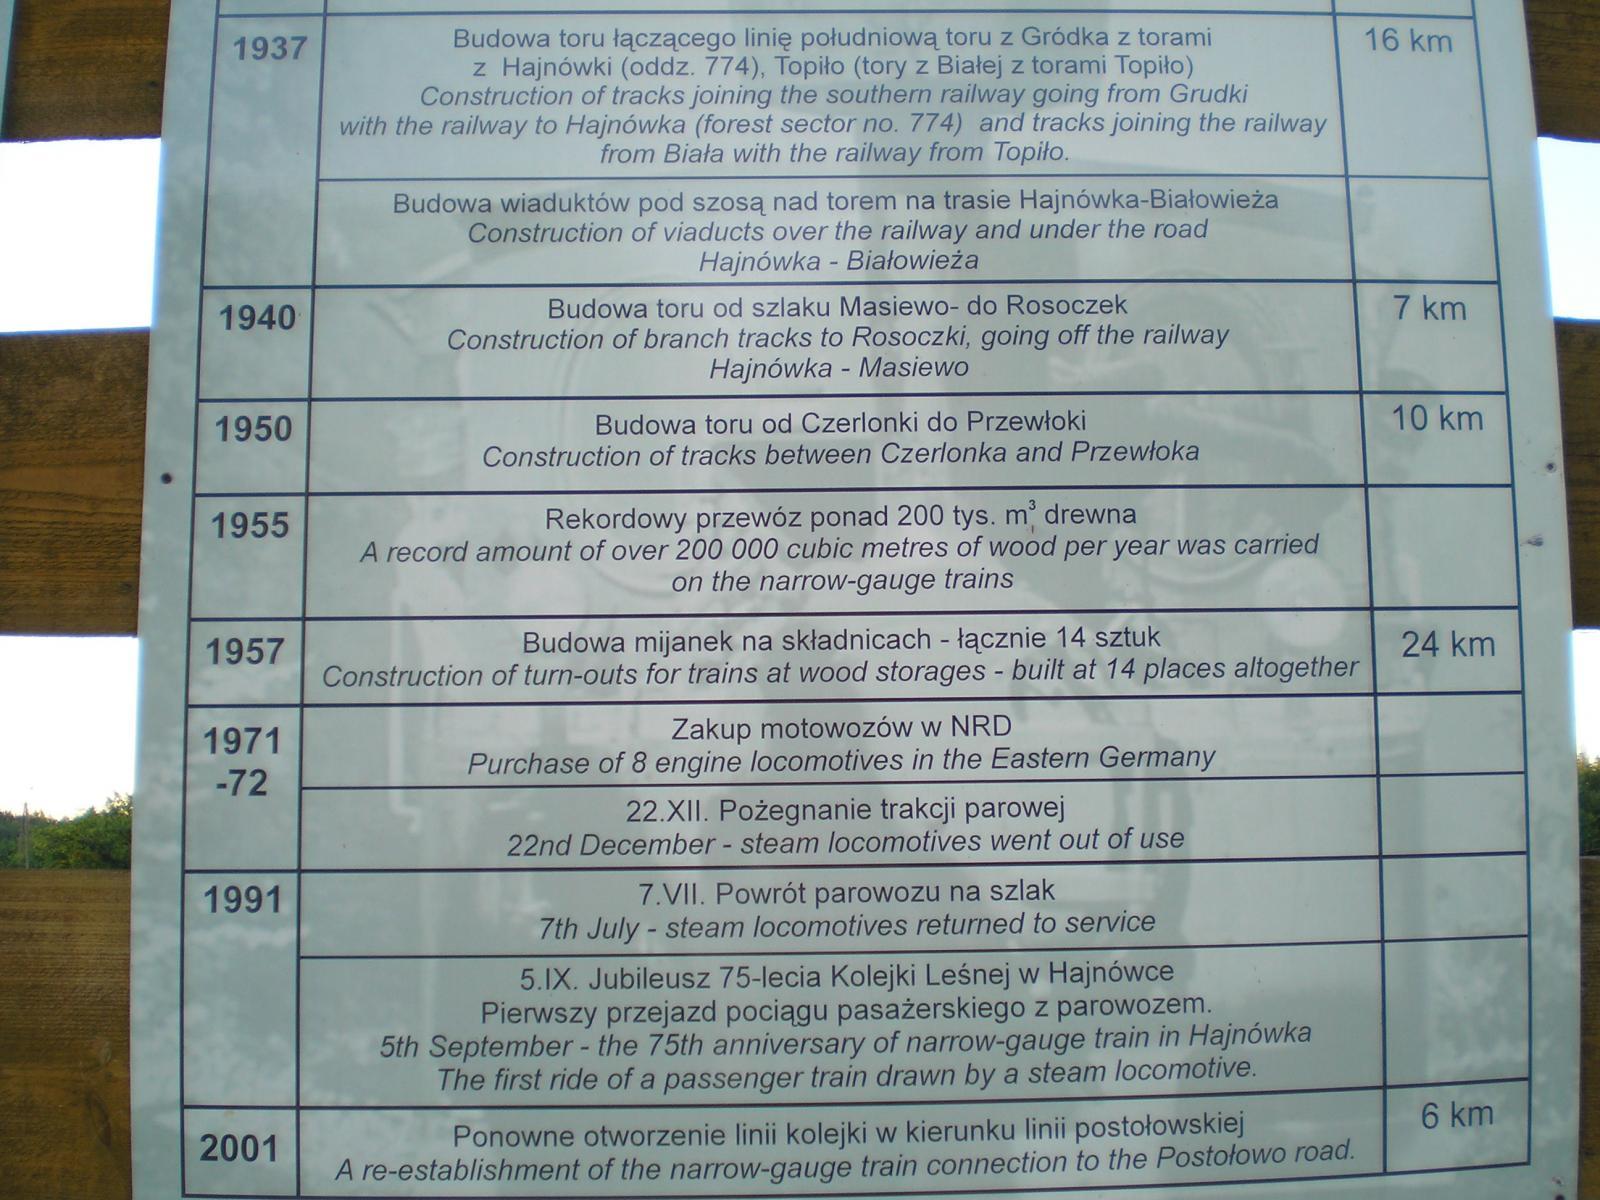 1937
Budowa toru łączącego linię południową toru z Gródka z torami
z Hajnówki (oddz. 774), Topiło (tory z Białej z torami Topiło)
Construction of tracks joining the southern railway going from Grudki
with the railway to Hajnówka (forest sector no. 774) and tracks joining the railway
from Biała with the railway from Topiło.
16 km
Budowa wiaduktów pod szosą nad torem na trasie Hajnówka-Białowieża
Construction of viaducts over the railway and under the road
Hajnówka - Białowieża
1940
Budowa toru od szlaku Masiewo- do Rosoczek
Construction of branch tracks to Rosoczki, going off the railway
Hajnówka - Masiewo
7 km
1950
Budowa toru od Czerlonki do Przewłoki
Construction of tracks between Czerlonka and Przewłoka
10 km
1955
Rekordowy przewóz ponad 200 tys. m³ drewna
A record amount of over 200 000 cubic metres of wood per year was carried
on the narrow-gauge trains
1957
Budowa mijanek na składnicach - łącznie 14 sztuk
Construction of turn-outs for trains at wood storages - built at 14 places altogether
24 km
1971
-72
Zakup motowozów w NRD
Purchase of 8 engine locomotives in the Eastern Germany
22.XII. Pożegnanie trakcji parowej
22nd December - steam locomotives went out of use
1991
7.VII. Powrót parowozu na szlak
7th July - steam locomotives returned to service
5.IX. Jubileusz 75-lecia Kolejki Leśnej w Hajnówce
Pierwszy przejazd pociągu pasażerskiego z parowozem.
5th September - the 75th anniversary of narrow-gauge train in Hajnówka
The first ride of a passenger train drawn by a steam locomotive.
2001
Ponowne otworzenie linii kolejki w kierunku linii postołowskiej
A re-establishment of the narrow-gauge train connection to the Postołowo road.
6 km